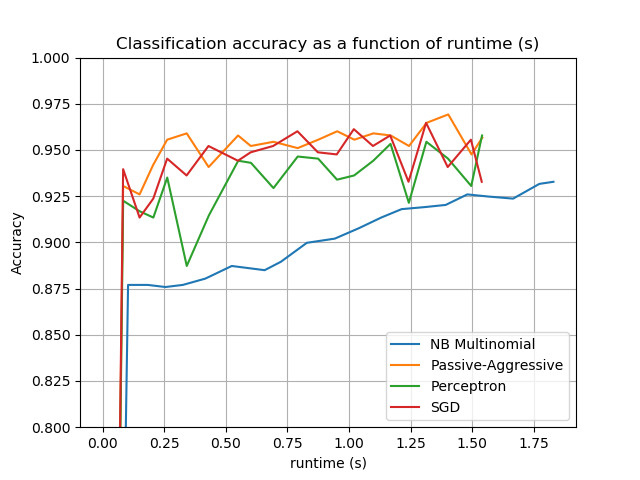 Classification accuracy as a function of runtime (s)
1.000
0.975
0.950
0.925
0.900
0.875
0.850
0.825
0.800
Accuracy
NB Multinomial
Passive-Aggressive
Perceptron
SGD
0.00 0.25 0.50 0.75 1.00 1.25 1.50 1.75
runtime (s)